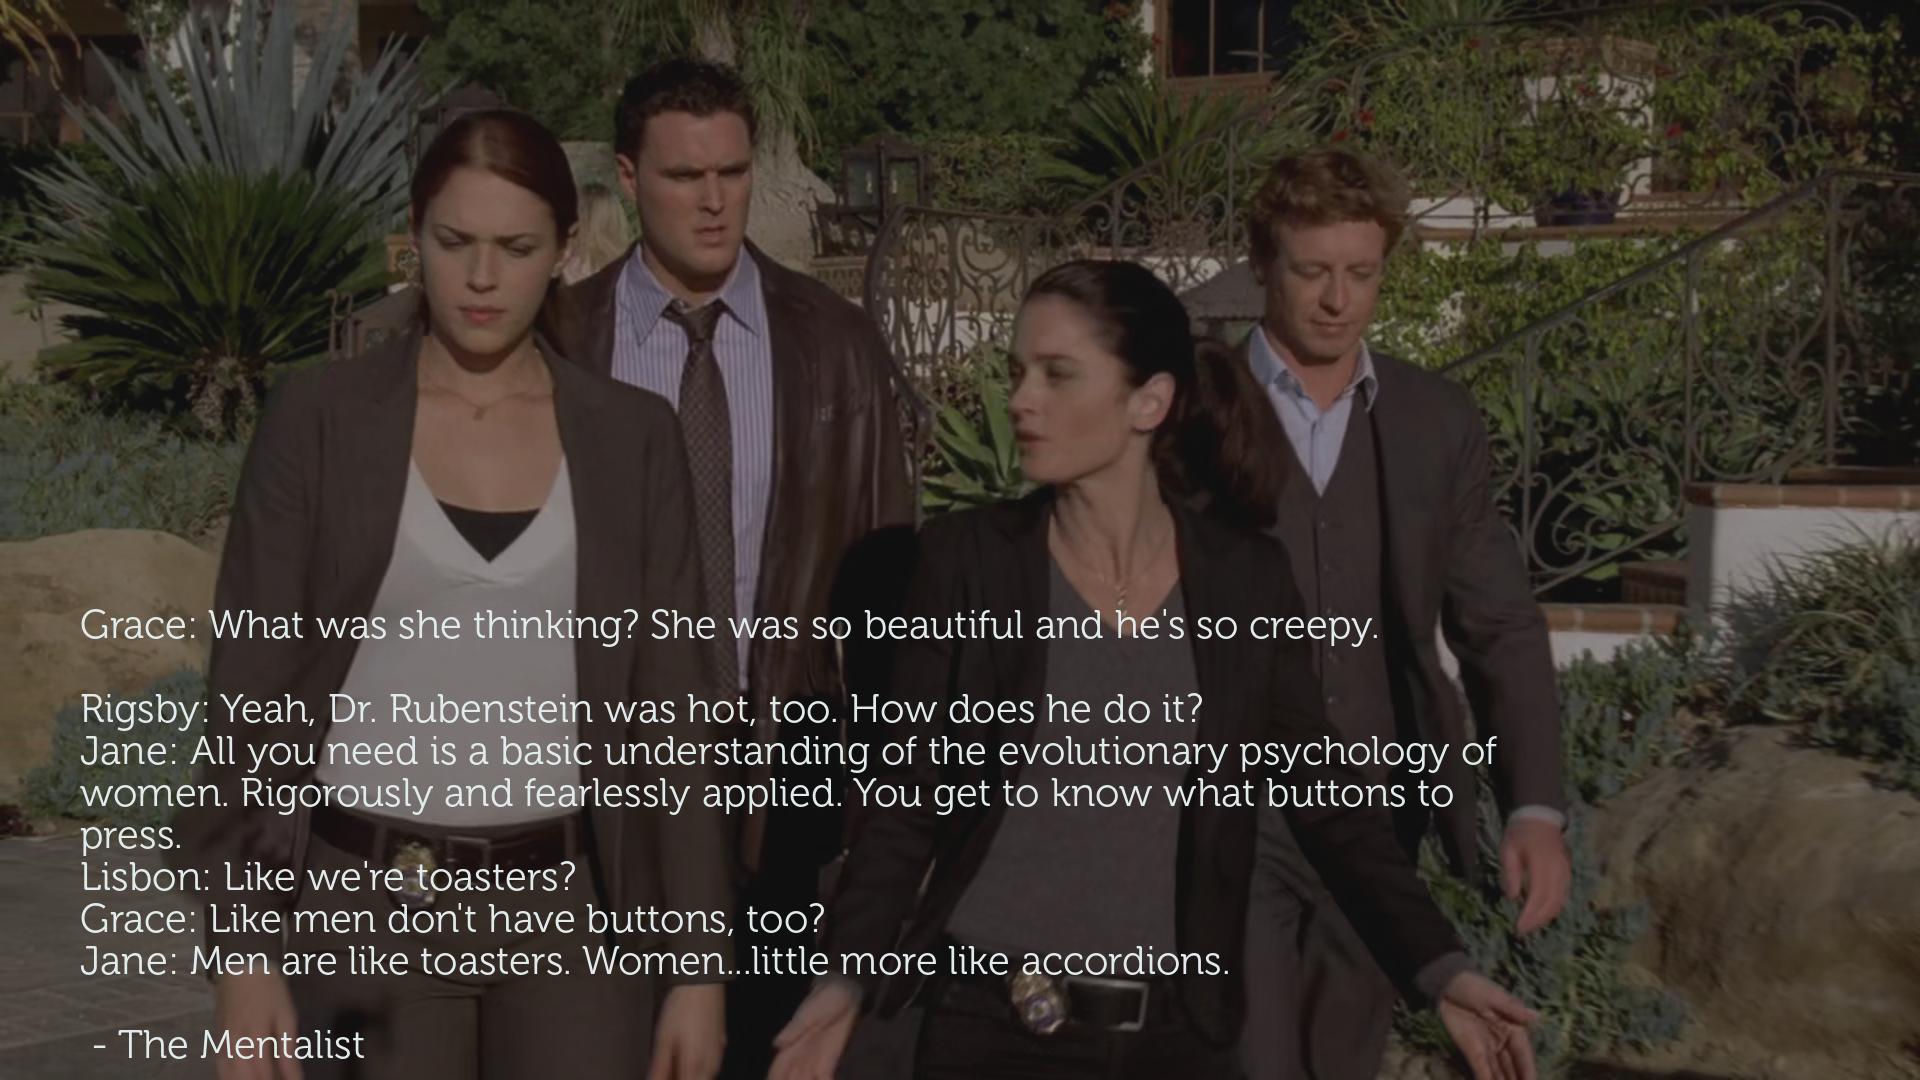 Grace: What was she thinking? She was so beautiful and he's so creepy.
Rigsby: Yeah, Dr. Rubenstein was hot, too. How does he do it?
Jane: All you need is a basic understanding of the evolutionary psychology of
women. Rigorously and fearlessly applied. You get to know what buttons to
press.
Lisbon: Like we're toasters?
Grace: Like men don't have buttons, too?
Jane: Men are like toasters. Women...little more like accordions.
- The Mentalist